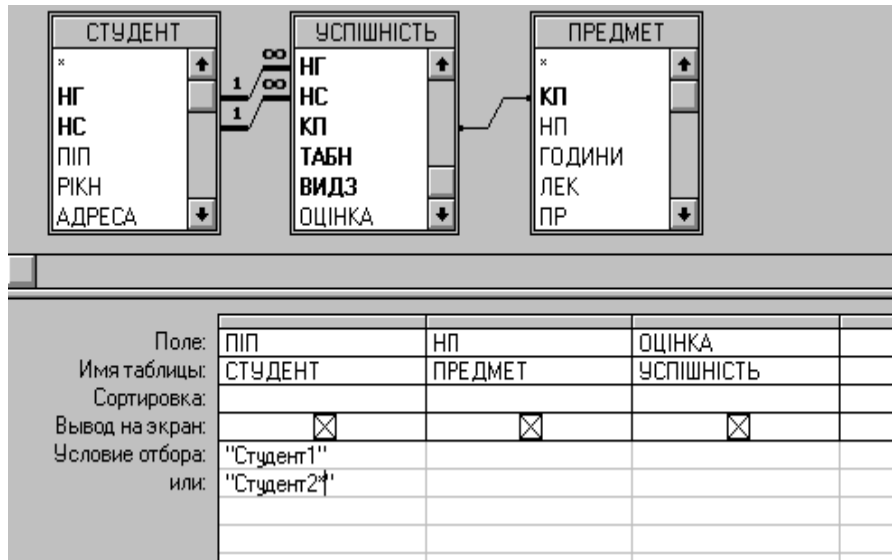 СТУДЕНТ УСПІШНІСТЬ ПРЕДМЕТ
* НГ *
НГ НС КП
НС КП НП
ПІП ТАБН ГОДИНИ
РІКН ВИДЗ ЛЕК
АДРЕСА ОЦІНКА ПР
1 ∞
1 ∞
Поле: ПІП НП ОЦІНКА
Имя таблицы: СТУДЕНТ ПРЕДМЕТ УСПІШНІСТЬ
Сортировка:
Вывод на экран:
Условие отбора: "Студент1"
или: "Студент2*"